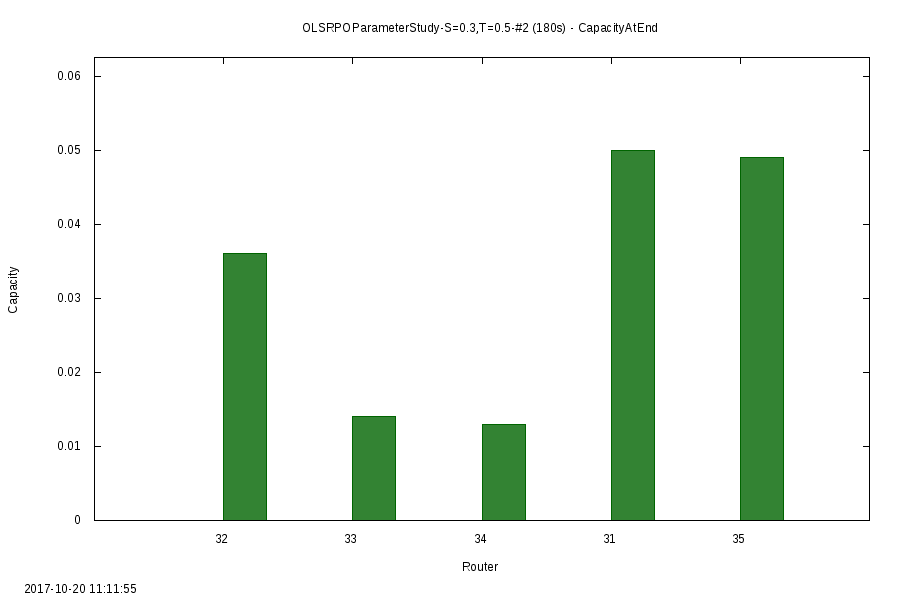 OLSRPOParameterStudy-S=0.3,T=0.5-#2 (180s) - CapacityAtEnd
0.06
0.05
0.04
0.03
0.02
0.01
0
Capacity
32 33 34 31 35
Router
2017-10-20 11:11:55